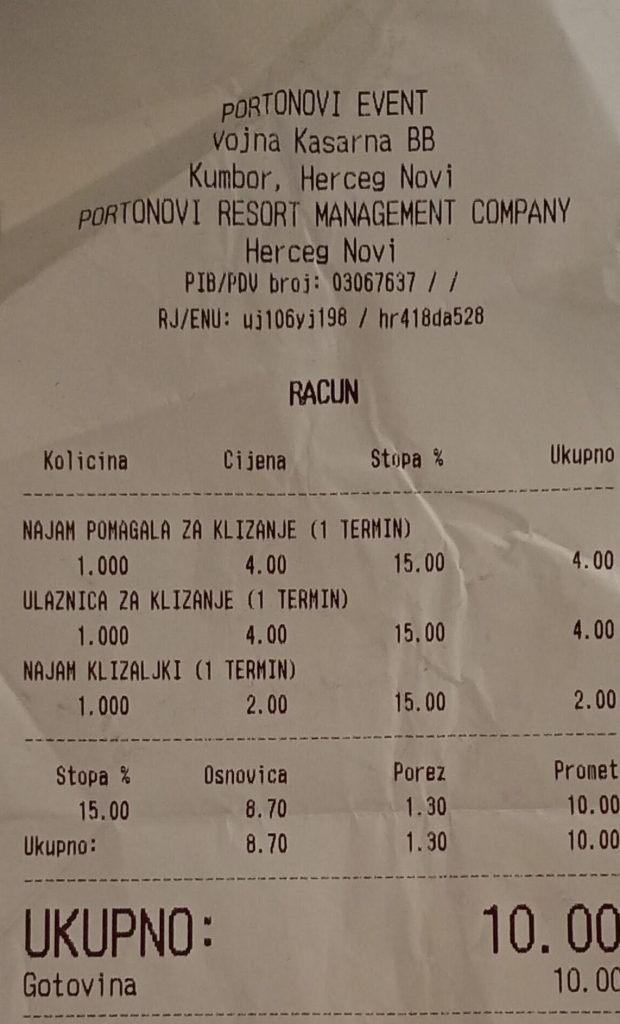 PORTONOVI EVENT
Vojna Kasarna BB
Kumbor, Herceg Novi
PORTONOVI RESORT MANAGEMENT COMPANY
Herceg Novi
PIB/PDV broj: 03067637 / /
RJ/ENU: uj106yj198 / hr418da528
RACUN
Kolicina Cijena Stopa % Ukupno
NAJAM POMAGALA ZA KLIZANJE (1 TERMIN)
1.000 4.00 15.00 4.00
ULAZNICA ZA KLIZANJE (1 TERMIN)
1.000 4.00 15.00 4.00
NAJAM KLIZALJKI (1 TERMIN)
1.000 2.00 15.00 2.00
Stopa % Osnovica Porez Promet
15.00 8.70 1.30 10.00
Ukupno: 8.70 1.30 10.00
UKUPNO: 10.00
Gotovina 10.00